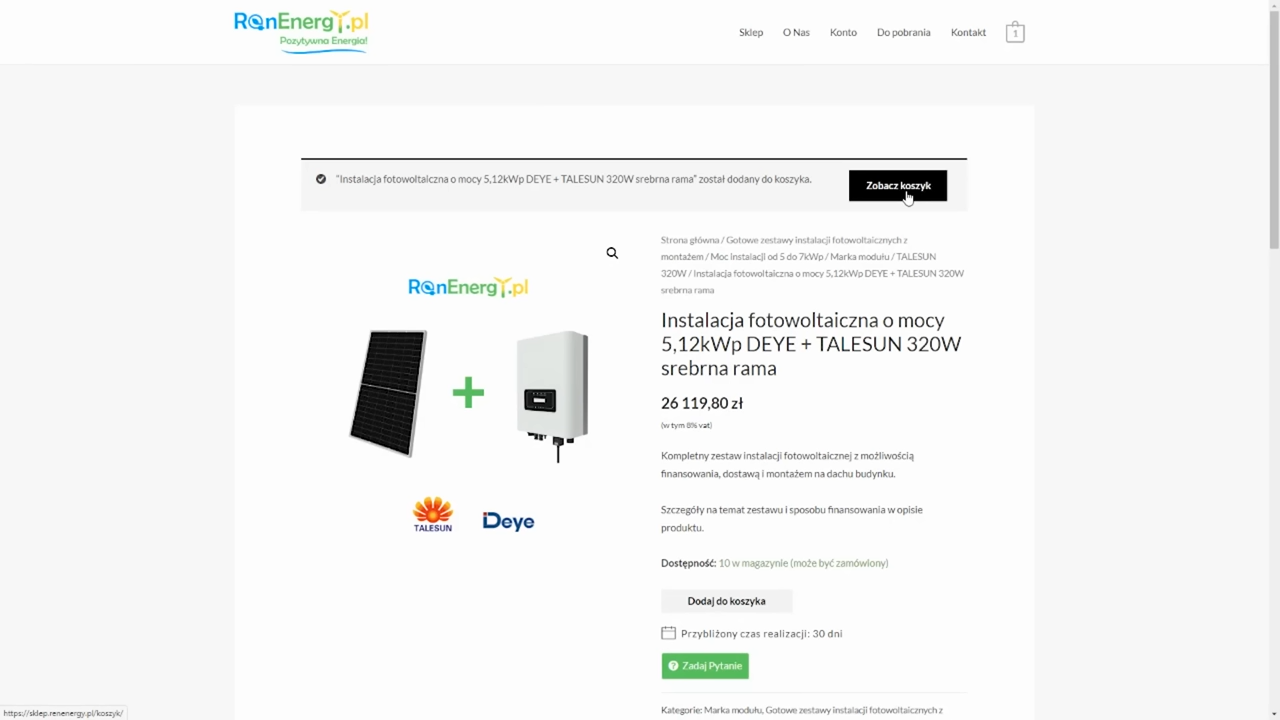 RenEnergy.pl
Pozytywna Energia!
Sklep O Nas Konto Do pobrania Kontakt 1
“Instalacja fotowoltaiczna o mocy 5,12kWp DEYE + TALESUN 320W srebrna rama” został dodany do koszyka.
Zobacz koszyk
Strona główna / Gotowe zestawy instalacji fotowoltaicznych z
montażem / Moc instalacji od 5 do 7kWp / Marka modułu / TALESUN
320W / Instalacja fotowoltaiczna o mocy 5,12kWp DEYE + TALESUN 320W
srebrna rama
RenEnergy.pl
TALESUN
Deye
Instalacja fotowoltaiczna o mocy
5,12kWp DEYE + TALESUN 320W
srebrna rama
26 119,80 zł
(w tym 8% vat)
Kompletny zestaw instalacji fotowoltaicznej z możliwością
finansowania, dostawą i montażem na dachu budynku.
Szczegóły na temat zestawu i sposobu finansowania w opisie
produktu.
Dostępność: 10 w magazynie (może być zamówiony)
Dodaj do koszyka
Przybliżony czas realizacji: 30 dni
Zadaj Pytanie
Kategorie: Marka modułu, Gotowe zestawy instalacji fotowoltaicznych z
https://sklep.renenergy.pl/koszyk/